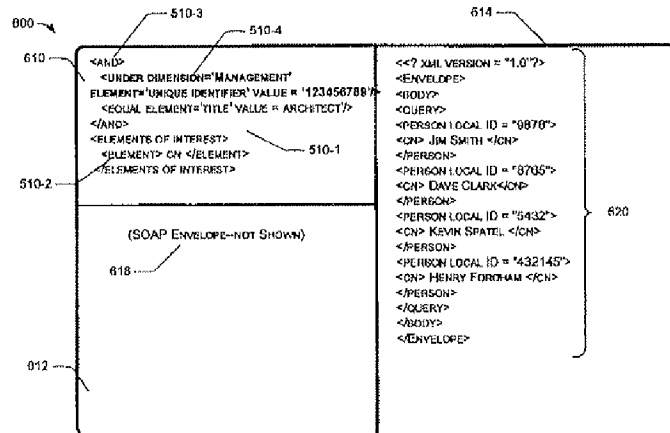 600
510-3
510-4
614
610
<AND>
<UNDER DIMENSION='MANAGEMENT'
ELEMENT='UNIQUE IDENTIFIER' VALUE = '123456789'/>
<EQUAL ELEMENT='TITLE' VALUE = ARCHITECT'/>
</AND>
<ELEMENTS OF INTEREST>
<ELEMENT> CN </ELEMENT>
</ELEMENTS OF INTEREST>
510-1
510-2
(SOAP ENVELOPE--NOT SHOWN)
618
612
<<? XML VERSION = "1.0"?>
<ENVELOPE>
<BODY>
<QUERY>
<PERSON LOCAL ID = "9876">
<CN> JIM SMITH </CN>
</PERSON>
<PERSON LOCAL ID = "8765">
<CN> DAVE CLARK</CN>
</PERSON>
<PERSON LOCAL ID = "5432">
<CN> KEVIN SPATEL </CN>
</PERSON>
<PERSON LOCAL ID = "432145">
<CN> HENRY FORDHAM </CN>
</PERSON>
</QUERY>
</BODY>
</ENVELOPE>
620